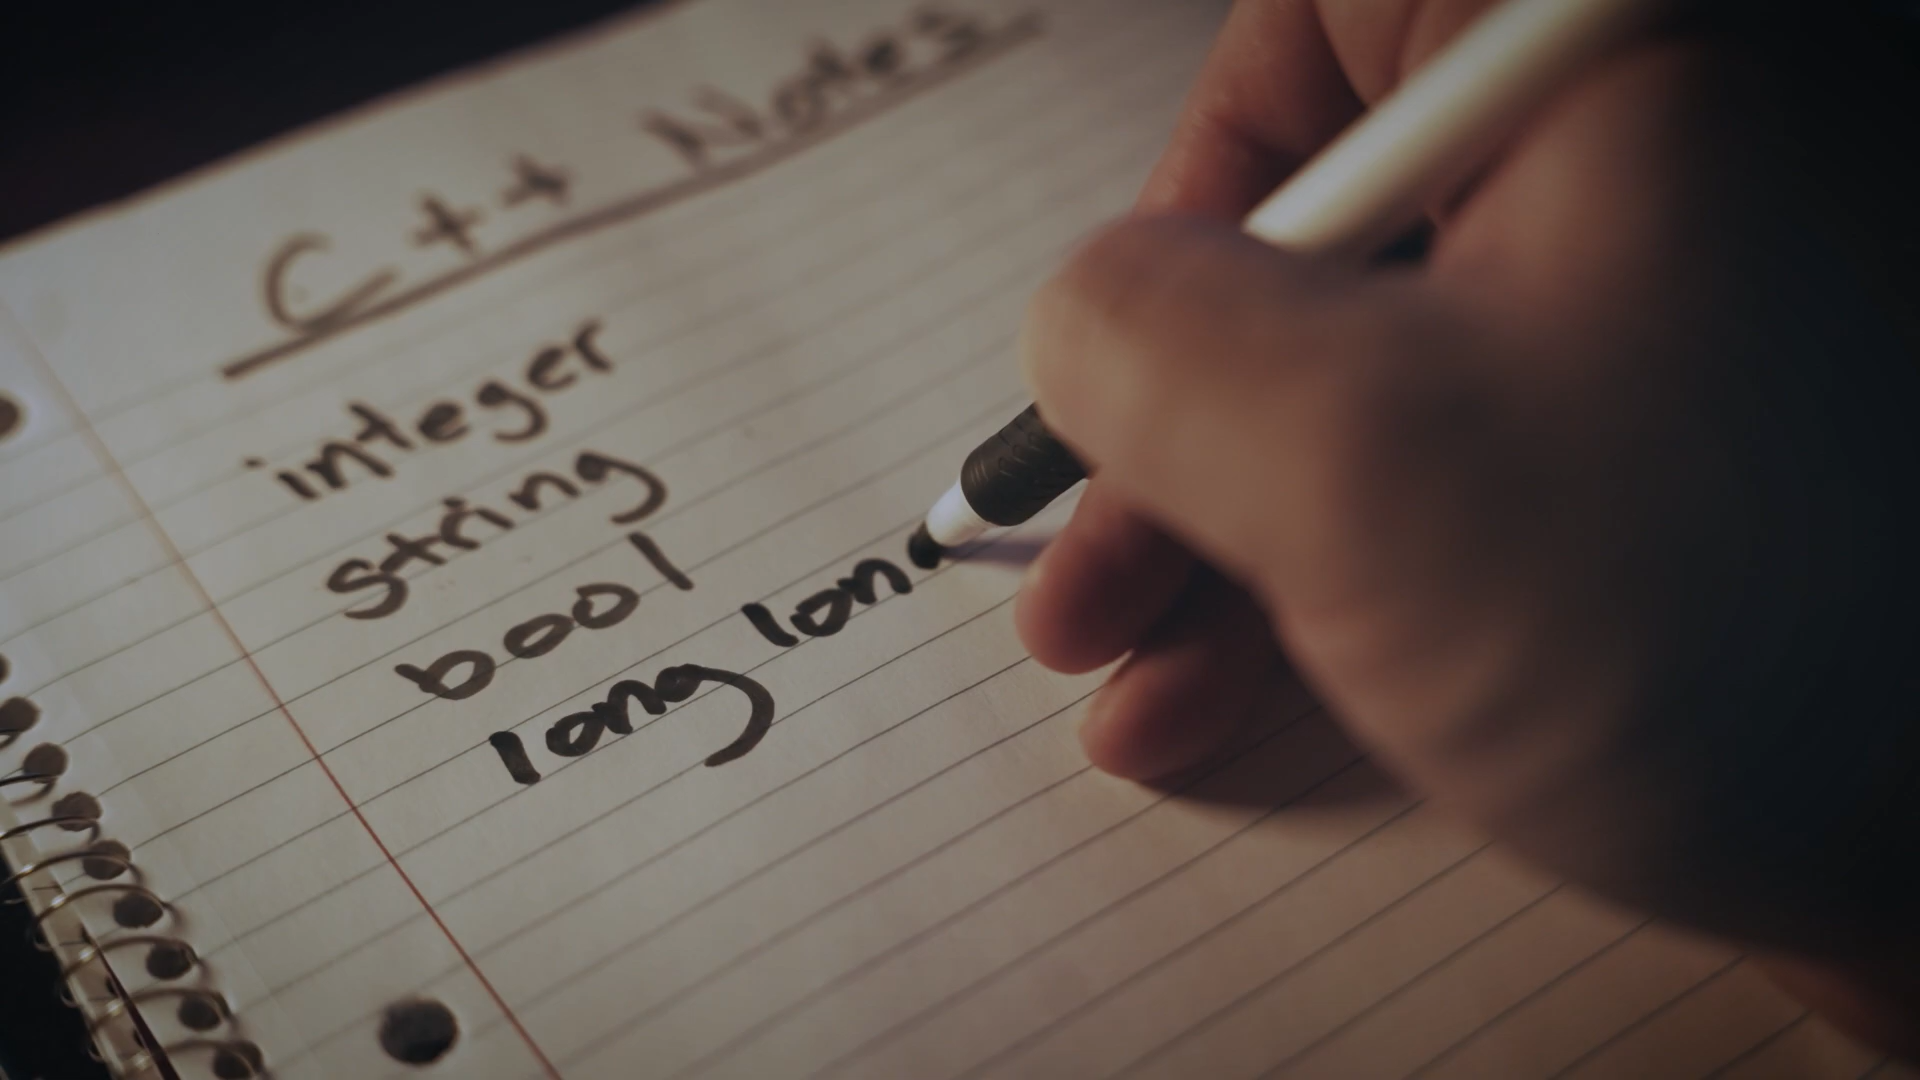 C++ Notes
integer
string
bool
long lon